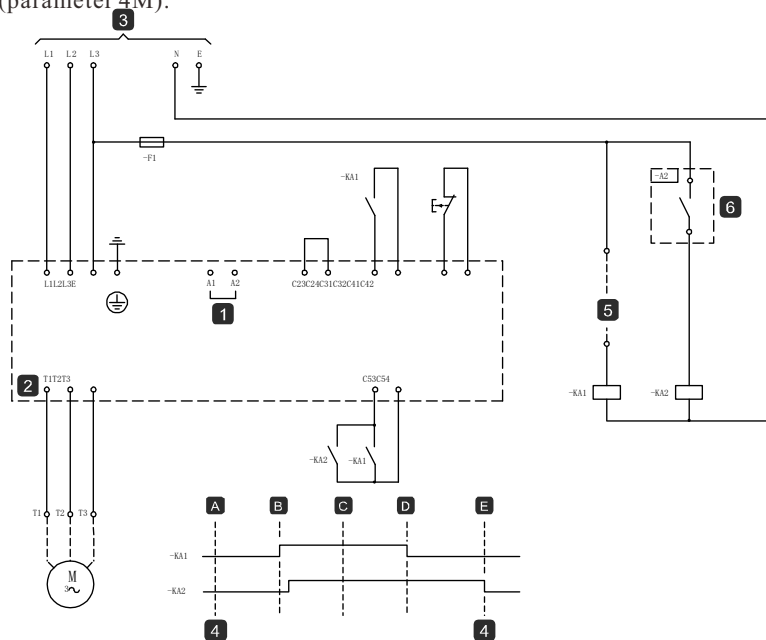 (parameter 4M).
3
L1 L2 L3 N E
-F1
-KA1
-A2
6
L1L2L3E
A1 A2
C23C24C31C32C41C42
1
5
2
T1T2T3
C53C54
-KA1
-KA2
-KA2
-KA1
A B C D E
T1 T2 T3
-KA1
M
3
-KA2
4
4